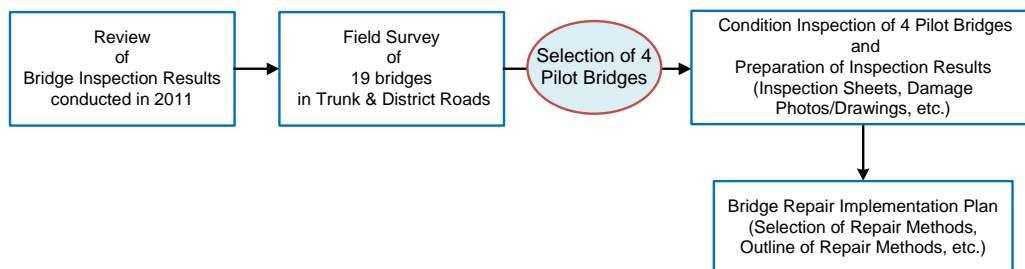 Review
of
Bridge Inspection Results
conducted in 2011
Field Survey
of
19 bridges
in Trunk & District Roads
Selection of 4
Pilot Bridges
Condition Inspection of 4 Pilot Bridges
and
Preparation of Inspection Results
(Inspection Sheets, Damage
Photos/Drawings, etc.)
Bridge Repair Implementation Plan
(Selection of Repair Methods,
Outline of Repair Methods, etc.)